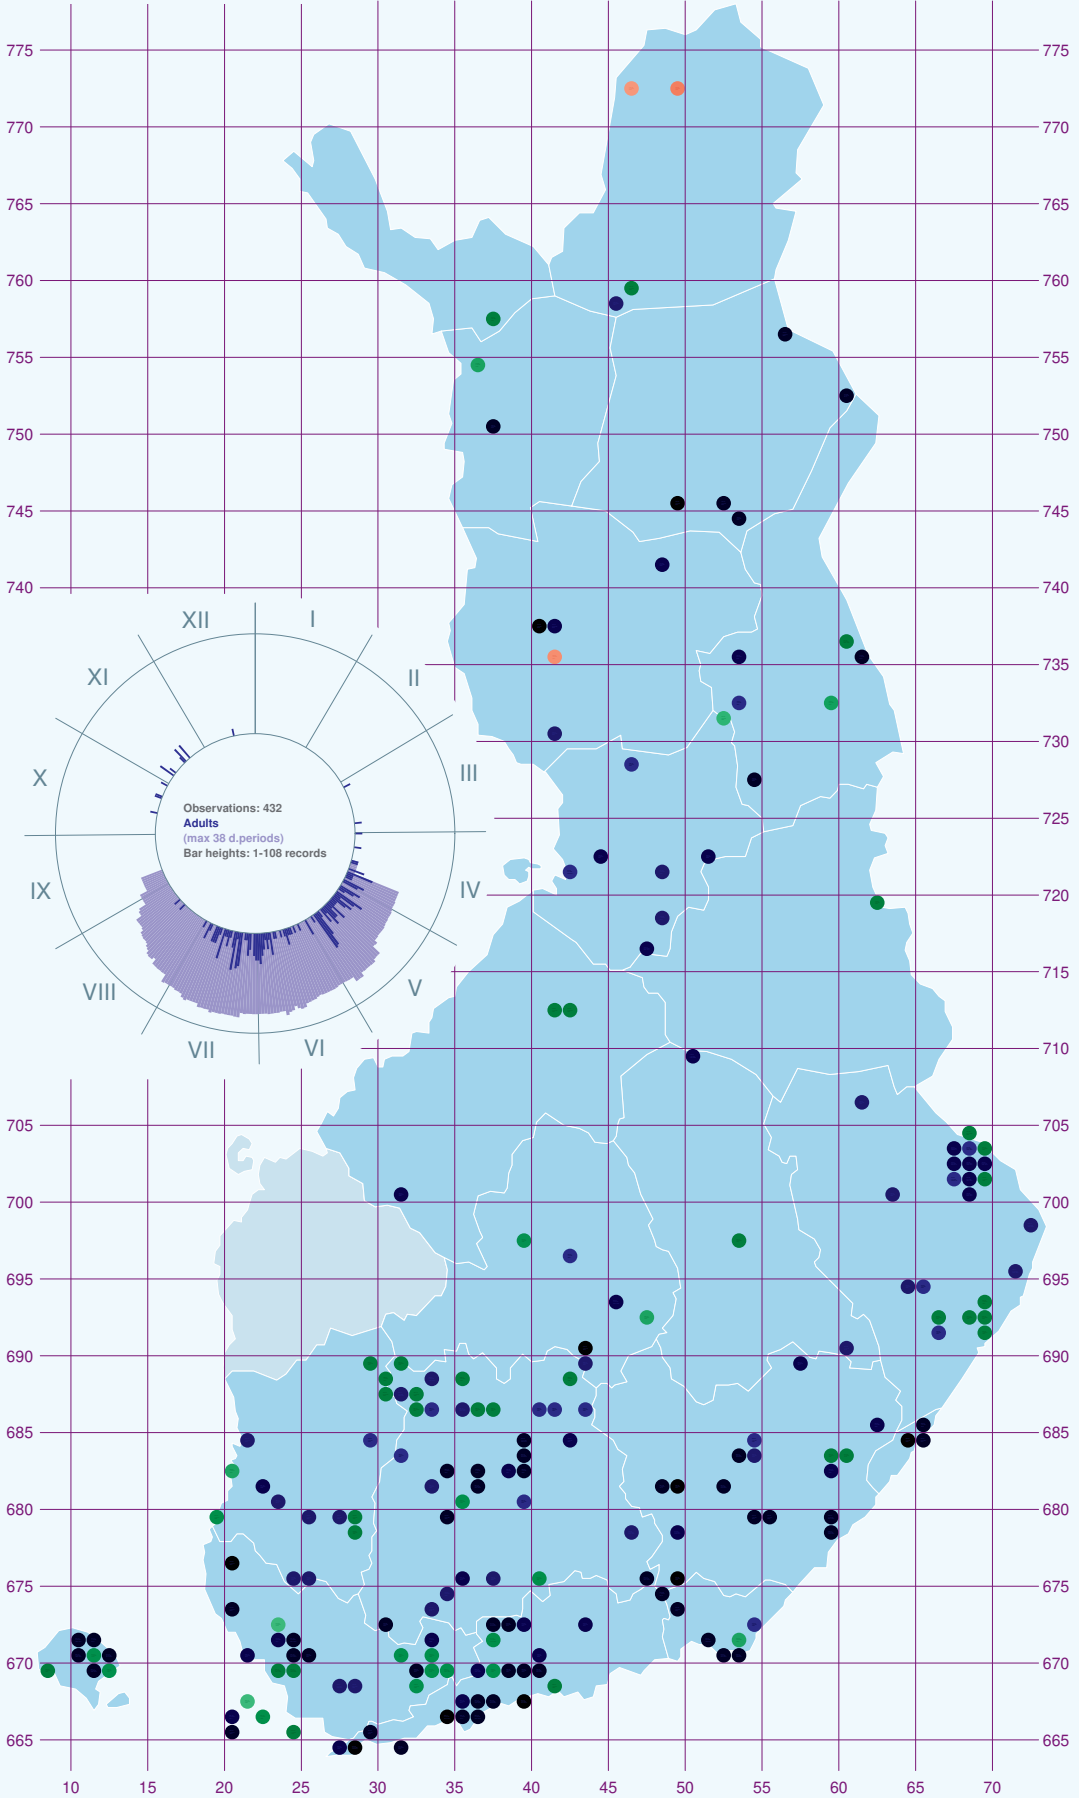 775 775
770 770
765 765
760 760
755 755
750 750
745 745
740 740
XII I
XI II
735 735
730 730
X III
Observations: 432
Adults
(max 38 d.periods)
Bar heights: 1-108 records
725 725
IX IV
720 720
VIII V
715 715
VII VI
710 710
705 705
700 700
695 695
690 690
685 685
680 680
675 675
670 670
665 665
10 15 20 25 30 35 40 45 50 55 60 65 70